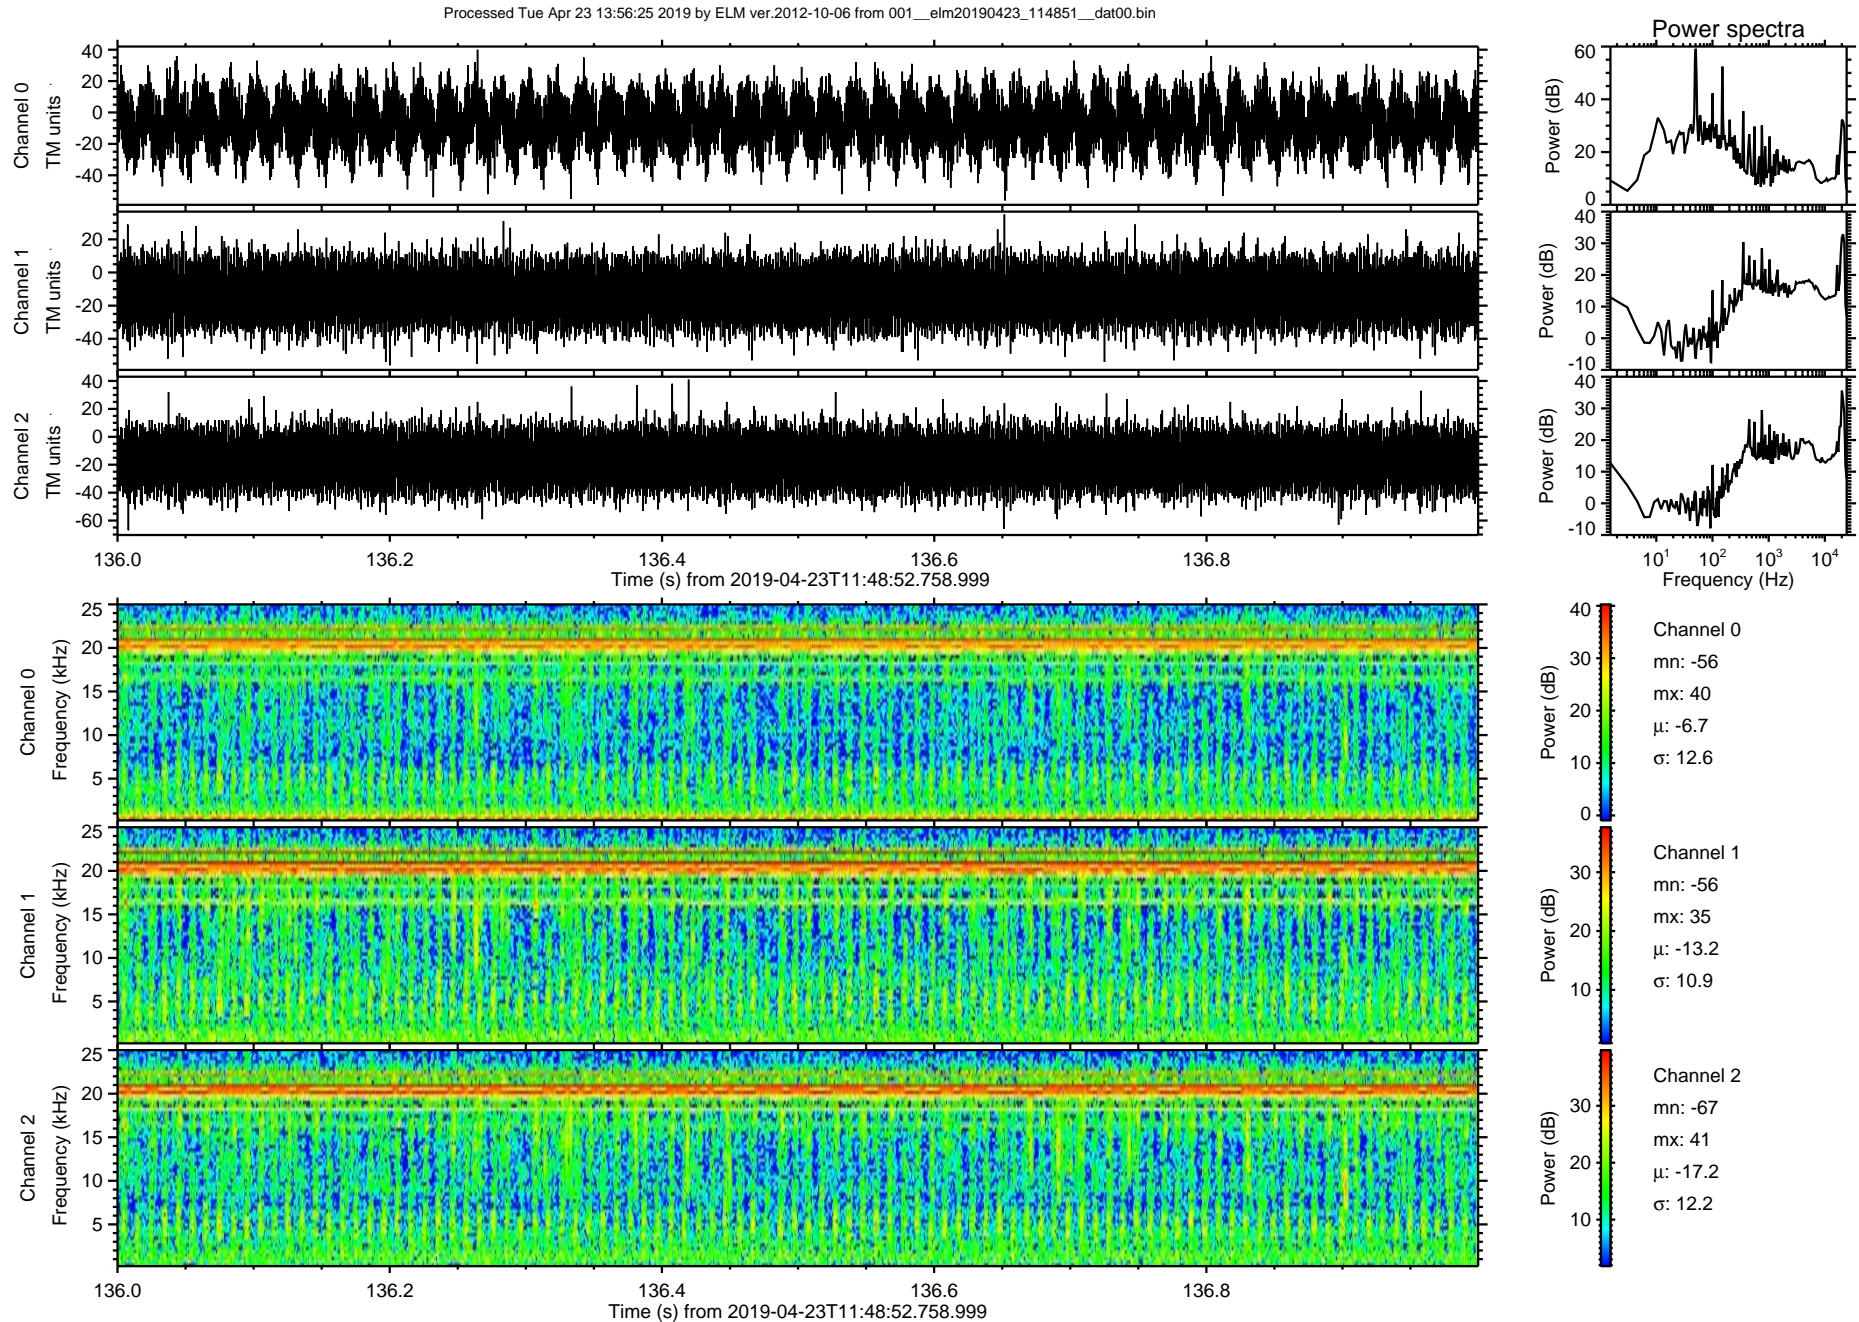 Processed Tue Apr 23 13:56:25 2019 by ELM ver.2012-10-06 from 001__elm20190423_114851__dat00.bin
Power spectra
Channel 0
TM units
40
20
0
-20
-40
Power (dB)
60
40
20
0
Channel 1
TM units
20
0
-20
-40
Power (dB)
40
30
20
10
0
-10
Channel 2
TM units
40
20
0
-20
-40
-60
Power (dB)
40
30
20
10
0
-10
136.0 136.2 136.4 136.6 136.8
Time (s) from 2019-04-23T11:48:52.758.999
10¹ 10² 10³ 10⁴
Frequency (Hz)
Channel 0
Frequency (kHz)
25
20
15
10
5
Power (dB)
40
30
20
10
0
Channel 0
mn: -56
mx: 40
μ: -6.7
σ: 12.6
Channel 1
Frequency (kHz)
25
20
15
10
5
Power (dB)
30
20
10
Channel 1
mn: -56
mx: 35
μ: -13.2
σ: 10.9
Channel 2
Frequency (kHz)
25
20
15
10
5
Power (dB)
30
20
10
Channel 2
mn: -67
mx: 41
μ: -17.2
σ: 12.2
136.0 136.2 136.4 136.6 136.8
Time (s) from 2019-04-23T11:48:52.758.999